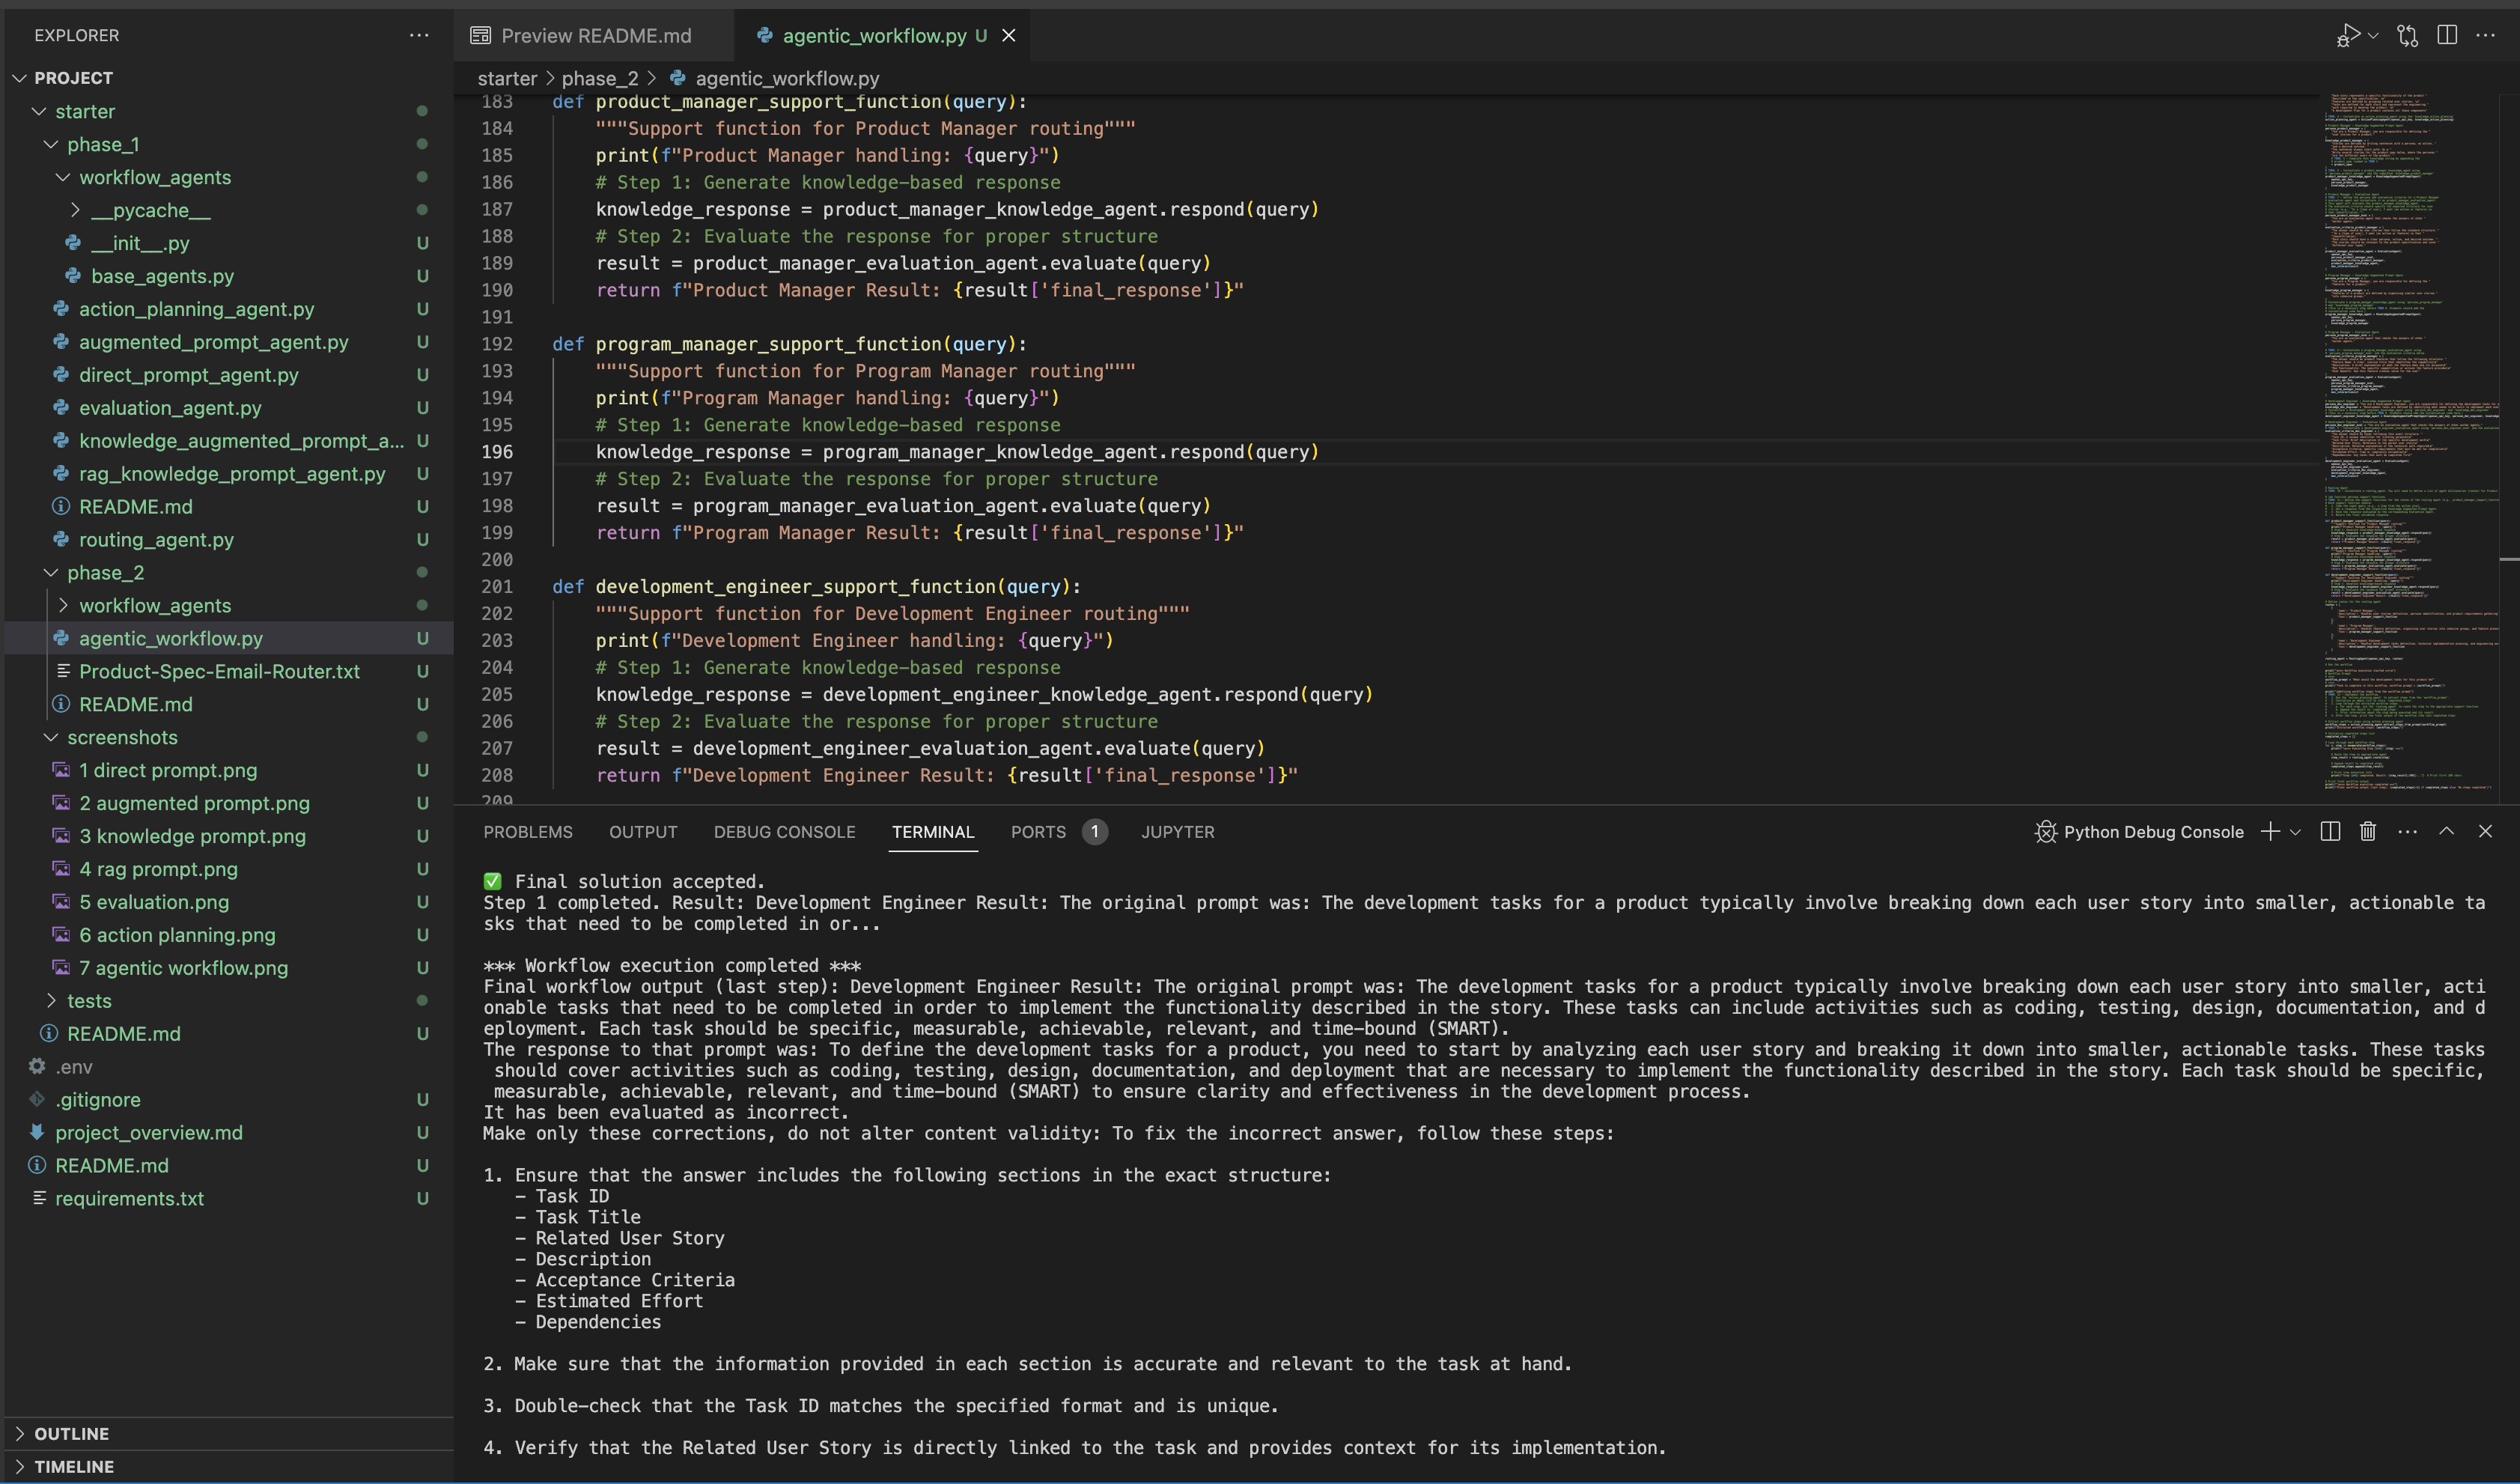 EXPLORER
PROJECT
starter
phase_1
workflow_agents
__pycache__
__init__.py U
base_agents.py U
action_planning_agent.py U
augmented_prompt_agent.py U
direct_prompt_agent.py U
evaluation_agent.py U
knowledge_augmented_prompt_a... U
rag_knowledge_prompt_agent.py U
README.md U
routing_agent.py U
phase_2
workflow_agents
agentic_workflow.py U
Product-Spec-Email-Router.txt U
README.md U
screenshots
1 direct prompt.png U
2 augmented prompt.png U
3 knowledge prompt.png U
4 rag prompt.png U
5 evaluation.png U
6 action planning.png U
7 agentic workflow.png U
tests
README.md U
.env
.gitignore U
project_overview.md U
README.md U
requirements.txt U
OUTLINE
TIMELINE
Preview README.md
agentic_workflow.py U
starter > phase_2 > agentic_workflow.py
183 def product_manager_support_function(query):
184 """Support function for Product Manager routing"""
185 print(f"Product Manager handling: {query}")
186 # Step 1: Generate knowledge-based response
187 knowledge_response = product_manager_knowledge_agent.respond(query)
188 # Step 2: Evaluate the response for proper structure
189 result = product_manager_evaluation_agent.evaluate(query)
190 return f"Product Manager Result: {result['final_response']}"
191
192 def program_manager_support_function(query):
193 """Support function for Program Manager routing"""
194 print(f"Program Manager handling: {query}")
195 # Step 1: Generate knowledge-based response
196 knowledge_response = program_manager_knowledge_agent.respond(query)
197 # Step 2: Evaluate the response for proper structure
198 result = program_manager_evaluation_agent.evaluate(query)
199 return f"Program Manager Result: {result['final_response']}"
200
201 def development_engineer_support_function(query):
202 """Support function for Development Engineer routing"""
203 print(f"Development Engineer handling: {query}")
204 # Step 1: Generate knowledge-based response
205 knowledge_response = development_engineer_knowledge_agent.respond(query)
206 # Step 2: Evaluate the response for proper structure
207 result = development_engineer_evaluation_agent.evaluate(query)
208 return f"Development Engineer Result: {result['final_response']}"
209
PROBLEMS OUTPUT DEBUG CONSOLE TERMINAL PORTS 1 JUPYTER
Python Debug Console
✅ Final solution accepted.
Step 1 completed. Result: Development Engineer Result: The original prompt was: The development tasks for a product typically involve breaking down each user story into smaller, actionable ta
sks that need to be completed in or...
*** Workflow execution completed ***
Final workflow output (last step): Development Engineer Result: The original prompt was: The development tasks for a product typically involve breaking down each user story into smaller, acti
onable tasks that need to be completed in order to implement the functionality described in the story. These tasks can include activities such as coding, testing, design, documentation, and d
eployment. Each task should be specific, measurable, achievable, relevant, and time-bound (SMART).
The response to that prompt was: To define the development tasks for a product, you need to start by analyzing each user story and breaking it down into smaller, actionable tasks. These tasks
should cover activities such as coding, testing, design, documentation, and deployment that are necessary to implement the functionality described in the story. Each task should be specific,
measurable, achievable, relevant, and time-bound (SMART) to ensure clarity and effectiveness in the development process.
It has been evaluated as incorrect.
Make only these corrections, do not alter content validity: To fix the incorrect answer, follow these steps:
1. Ensure that the answer includes the following sections in the exact structure:
– Task ID
– Task Title
– Related User Story
– Description
– Acceptance Criteria
– Estimated Effort
– Dependencies
2. Make sure that the information provided in each section is accurate and relevant to the task at hand.
3. Double-check that the Task ID matches the specified format and is unique.
4. Verify that the Related User Story is directly linked to the task and provides context for its implementation.